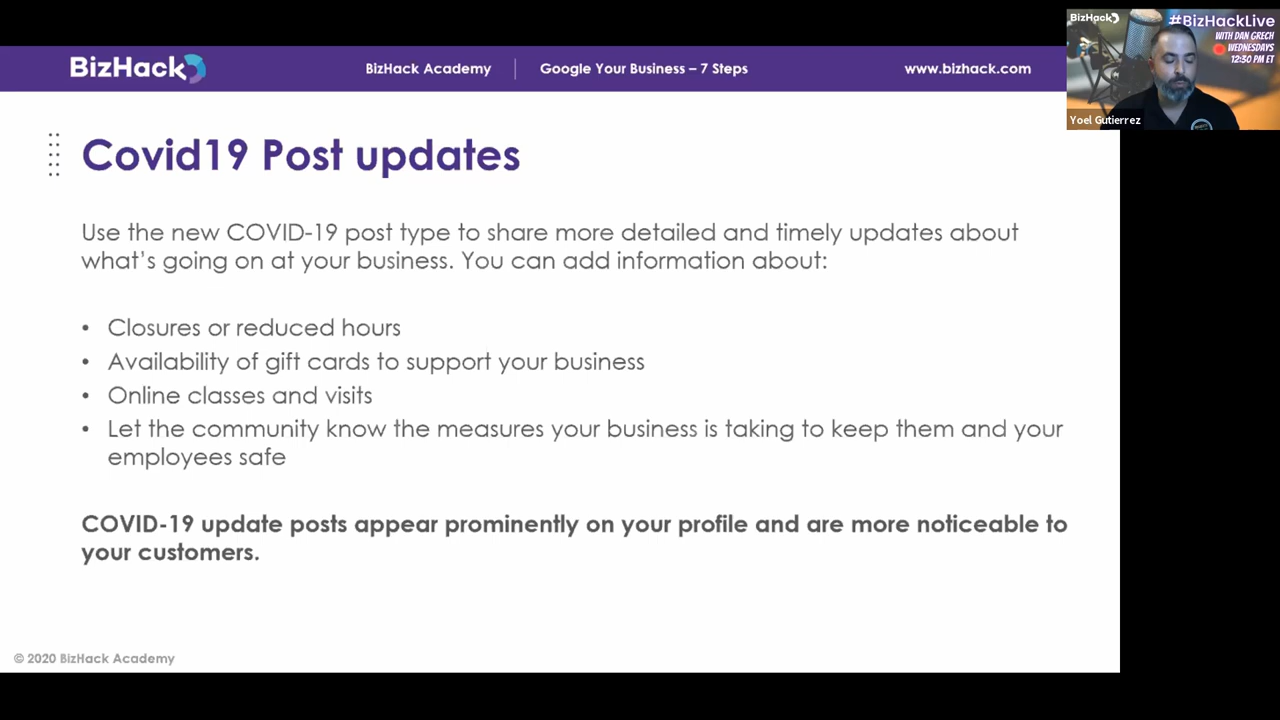 BizHack
BizHack Academy
Google Your Business – 7 Steps
www.bizhack.com
BizHack
#BizHackLive
WITH DAN GRECH
WEDNESDAYS
12:30 PM ET
Yoel Gutierrez
Covid19 Post updates
Use the new COVID-19 post type to share more detailed and timely updates about
what's going on at your business. You can add information about:
• Closures or reduced hours
• Availability of gift cards to support your business
• Online classes and visits
• Let the community know the measures your business is taking to keep them and your
employees safe
COVID-19 update posts appear prominently on your profile and are more noticeable to
your customers.
© 2020 BizHack Academy